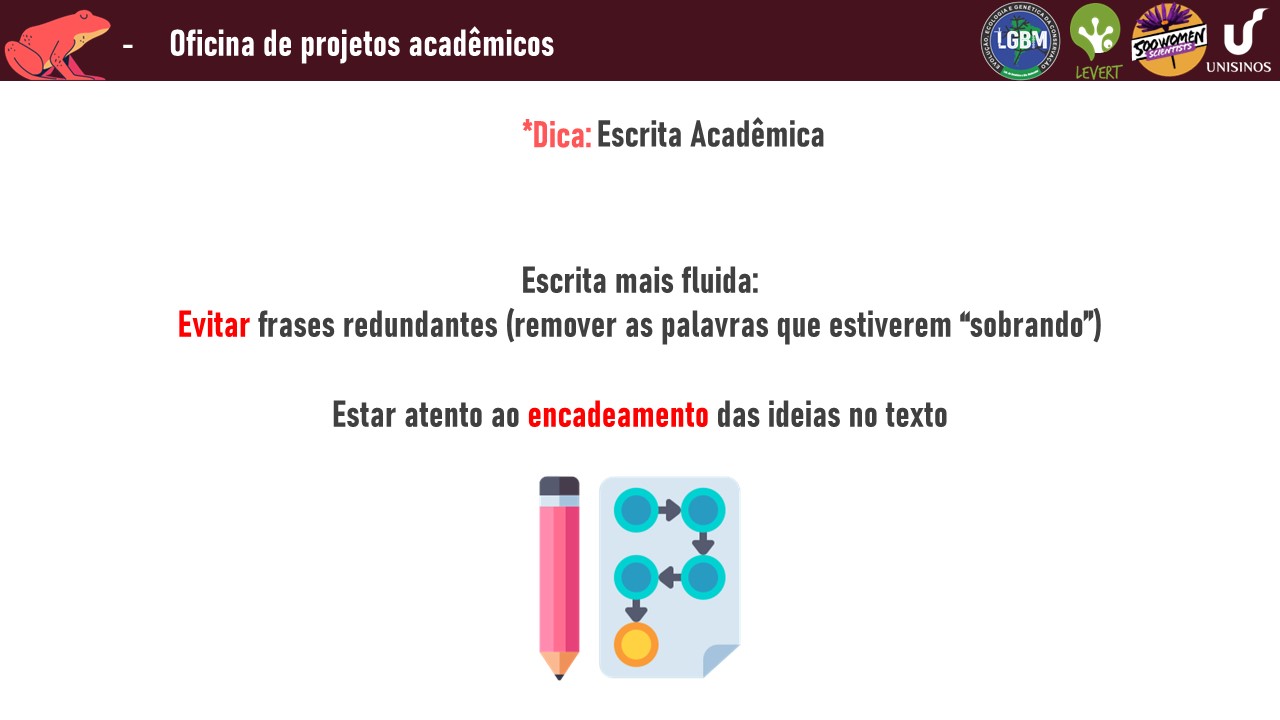 - Oficina de projetos acadêmicos
LGBM
EVOLUÇÃO, ECOLOGIA E GENÉTICA DA CONSERVAÇÃO
LEVERT
500 WOMEN
SCIENTISTS
UNISINOS
*Dica: Escrita Acadêmica
Escrita mais fluida:
Evitar frases redundantes (remover as palavras que estiverem “sobrando”)
Estar atento ao encadeamento das ideias no texto